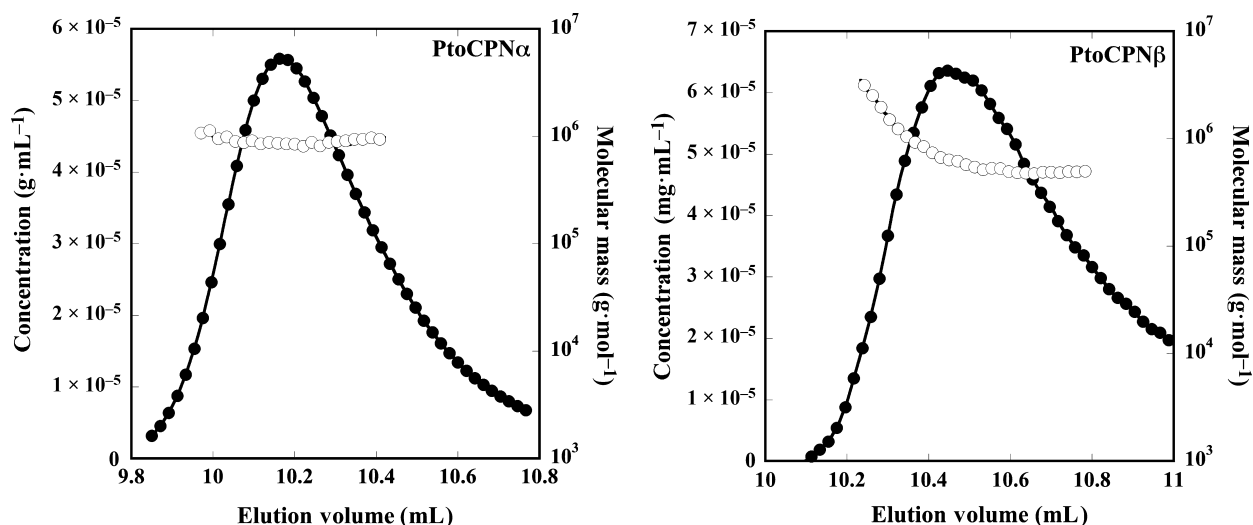 PtoCPNα
Concentration (g·mL⁻¹)
6 × 10⁻⁵
5 × 10⁻⁵
4 × 10⁻⁵
3 × 10⁻⁵
2 × 10⁻⁵
1 × 10⁻⁵
0
10⁷
10⁶
10⁵
10⁴
10³
Molecular mass (g·mol⁻¹)
9.8 10 10.2 10.4 10.6 10.8
Elution volume (mL)
PtoCPNβ
Concentration (mg·mL⁻¹)
7 × 10⁻⁵
6 × 10⁻⁵
5 × 10⁻⁵
4 × 10⁻⁵
3 × 10⁻⁵
2 × 10⁻⁵
1 × 10⁻⁵
0
10⁷
10⁶
10⁵
10⁴
10³
Molecular mass (g·mol⁻¹)
10 10.2 10.4 10.6 10.8 11
Elution volume (mL)